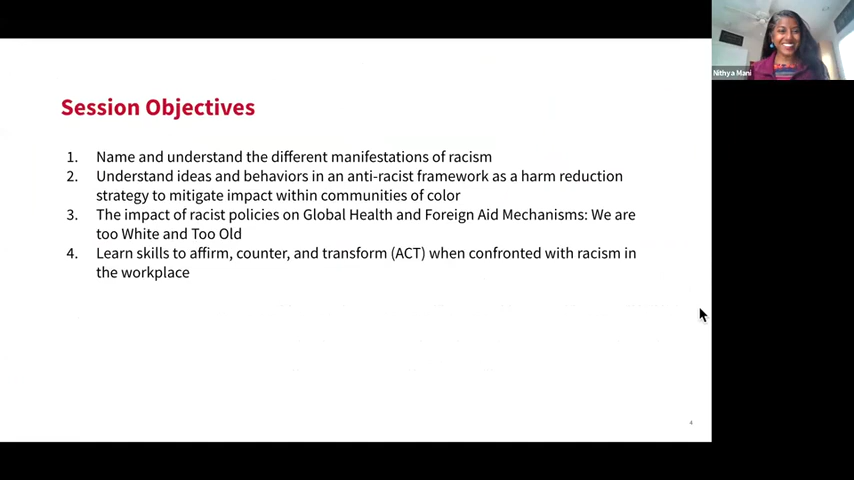 Session Objectives
1. Name and understand the different manifestations of racism
2. Understand ideas and behaviors in an anti-racist framework as a harm reduction
strategy to mitigate impact within communities of color
3. The impact of racist policies on Global Health and Foreign Aid Mechanisms: We are
too White and Too Old
4. Learn skills to affirm, counter, and transform (ACT) when confronted with racism in
the workplace
4
Nithya Mani